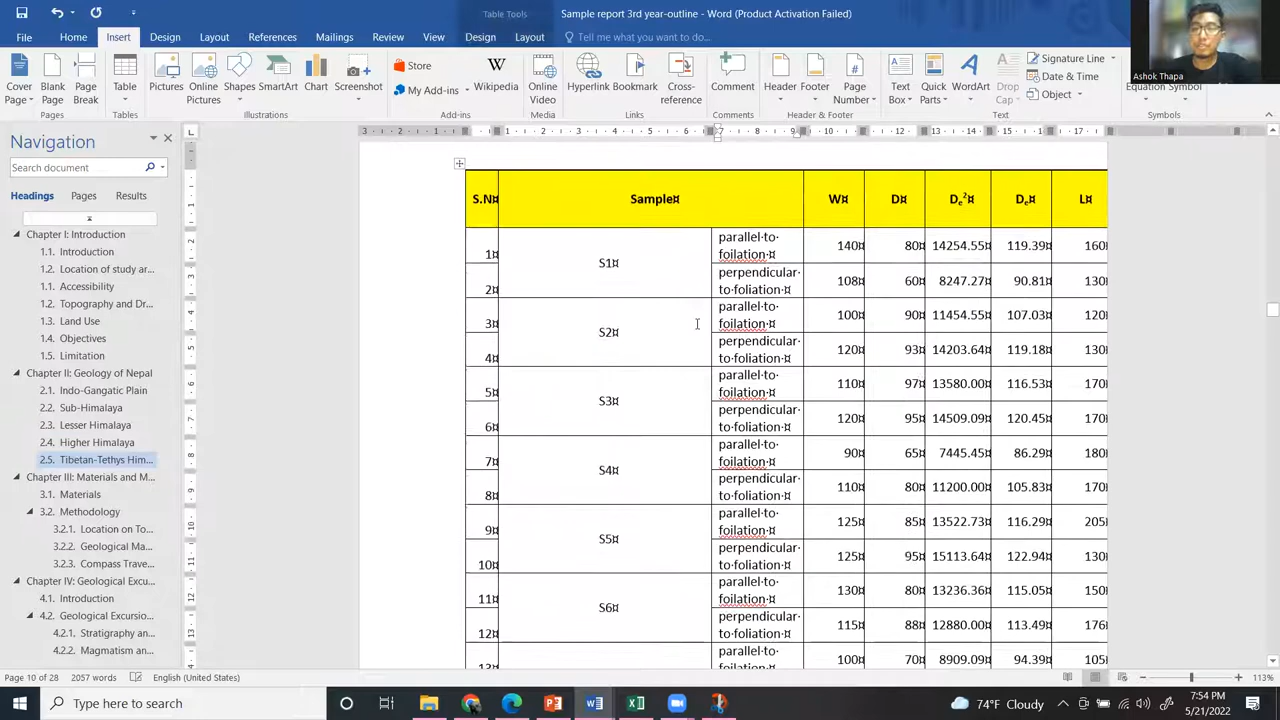 Table Tools
Sample report 3rd year-outline - Word (Product Activation Failed)
File Home Insert Design Layout References Mailings Review View Design Layout Tell me what you want to do...
Cover Page
Blank Page
Page Break
Pages
Table
Tables
Pictures
Online Pictures
Shapes
SmartArt
Chart
Screenshot
Illustrations
Store
My Add-ins
Wikipedia
Add-ins
Online Video
Media
Hyperlink
Bookmark
Cross-reference
Links
Comment
Comments
Header
Footer
Page Number
Header & Footer
Text Box
Quick Parts
WordArt
Drop Cap
Signature Line
Date & Time
Object
Text
Equation Symbol
Symbols
Ashok Thapa
Navigation
Search document
Headings Pages Results
Chapter I: Introduction
1.1. Introduction
1.2. Location of study ar...
1.1. Accessibility
1.2. Topography and Dr...
1.3. Land Use
1.4. Objectives
1.5. Limitation
Chapter II: Geology of Nepal
2.1. Indo-Gangatic Plain
2.2. Sub-Himalaya
2.3. Lesser Himalaya
2.4. Higher Himalaya
2.5. Tibetan-Tethys Him...
Chapter III: Materials and M...
3.1. Materials
3.2. Methodology
3.2.1. Location on To...
3.2.2. Geological Ma...
3.2.3. Compass Trave...
Chapter IV: Geological Excu...
4.1. Introduction
4.2. Geological Excursio...
4.2.1. Stratigraphy an...
4.2.2. Magmatism an...
S.N¤ Sample¤ W¤ D¤ De²¤ De¤ L¤
1¤ S1¤ parallel·to·foilation·¤ 140¤ 80¤ 14254.55¤ 119.39¤ 160
2¤ perpendicular·to·foliation·¤ 108¤ 60¤ 8247.27¤ 90.81¤ 130
3¤ S2¤ parallel·to·foilation·¤ 100¤ 90¤ 11454.55¤ 107.03¤ 120
4¤ perpendicular·to·foliation·¤ 120¤ 93¤ 14203.64¤ 119.18¤ 130
5¤ S3¤ parallel·to·foilation·¤ 110¤ 97¤ 13580.00¤ 116.53¤ 170
6¤ perpendicular·to·foliation·¤ 120¤ 95¤ 14509.09¤ 120.45¤ 170
7¤ S4¤ parallel·to·foilation·¤ 90¤ 65¤ 7445.45¤ 86.29¤ 180
8¤ perpendicular·to·foliation·¤ 110¤ 80¤ 11200.00¤ 105.83¤ 170
9¤ S5¤ parallel·to·foilation·¤ 125¤ 85¤ 13522.73¤ 116.29¤ 205
10¤ perpendicular·to·foliation·¤ 125¤ 95¤ 15113.64¤ 122.94¤ 130
11¤ S6¤ parallel·to·foilation·¤ 130¤ 80¤ 13236.36¤ 115.05¤ 150
12¤ perpendicular·to·foliation·¤ 115¤ 88¤ 12880.00¤ 113.49¤ 176
13¤ parallel·to·foilation·¤ 100¤ 70¤ 8909.09¤ 94.39¤ 105
Page 10 of 28 2057 words English (United States) 113%
Type here to search
74°F Cloudy
7:54 PM
5/21/2022